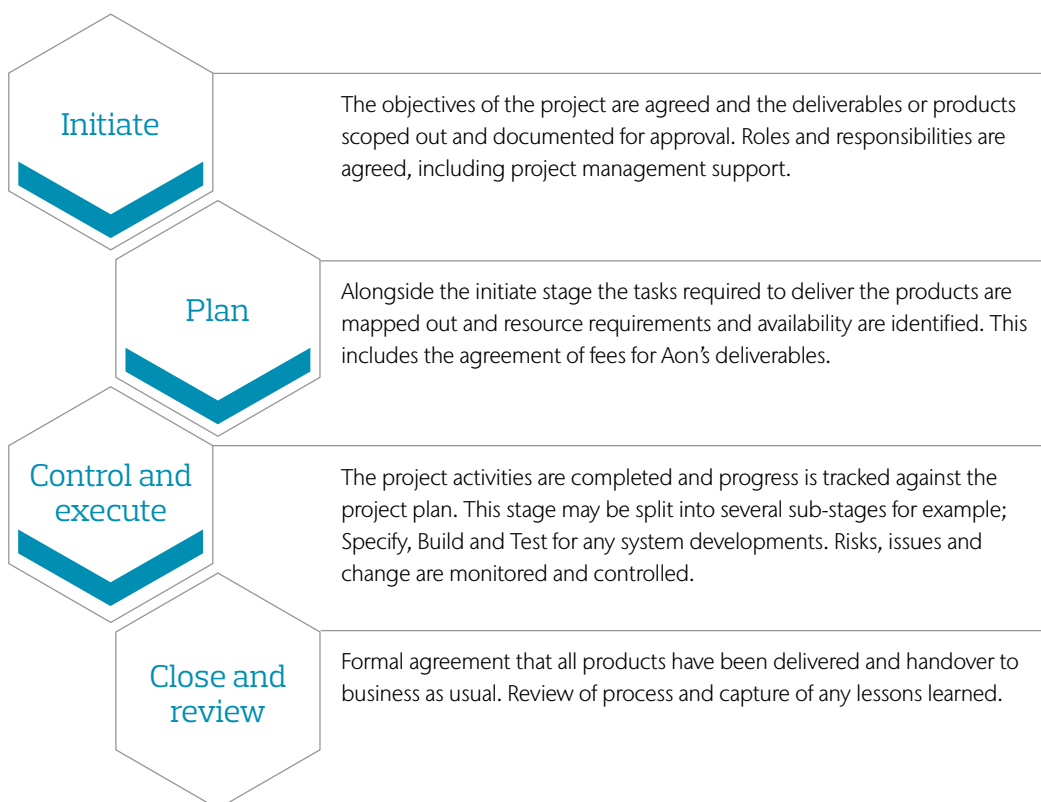 Initiate
The objectives of the project are agreed and the deliverables or products
scoped out and documented for approval. Roles and responsibilities are
agreed, including project management support.
Plan
Alongside the initiate stage the tasks required to deliver the products are
mapped out and resource requirements and availability are identified. This
includes the agreement of fees for Aon’s deliverables.
Control and
execute
The project activities are completed and progress is tracked against the
project plan. This stage may be split into several sub-stages for example;
Specify, Build and Test for any system developments. Risks, issues and
change are monitored and controlled.
Close and
review
Formal agreement that all products have been delivered and handover to
business as usual. Review of process and capture of any lessons learned.